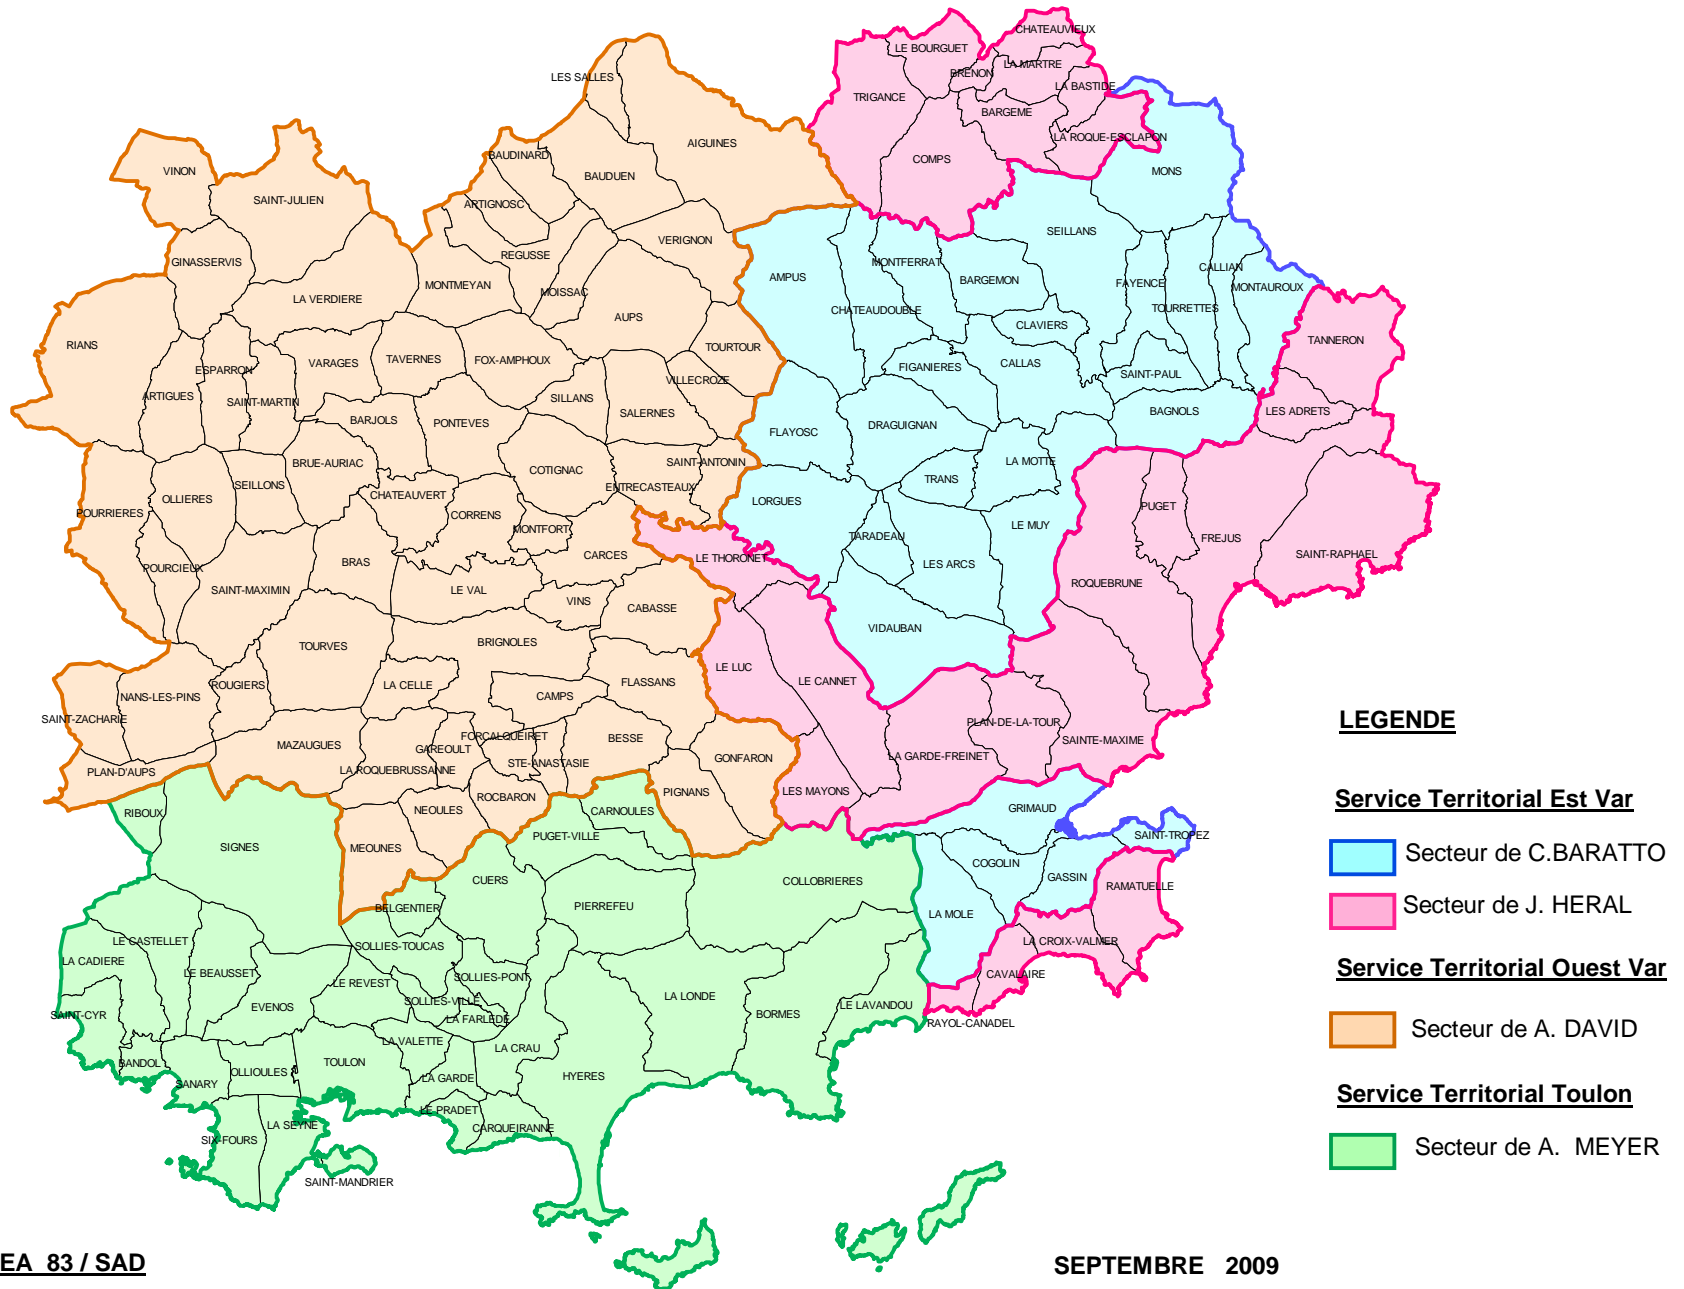 CHATEAUVIEUX
LE BOURGUET
LA MARTRE
BRENON
LES SALLES
LA BASTIDE
TRIGANCE
BARGEME
LA ROQUE-ESCLAPON
AIGUINES
BAUDINARD
COMPS
VINON
BAUDUEN
MONS
SAINT-JULIEN
ARTIGNOSC
SEILLANS
VERIGNON
REGUSSE
GINASSERVIS
MONTFERRAT
CALLIAN
AMPUS
BARGEMON
FAYENCE
MONTMEYAN
MOISSAC
MONTAUROUX
LA VERDIERE
CHATEAUDOUBLE
TOURRETTES
AUPS
CLAVIERS
TANNERON
RIANS
TOURTOUR
VARAGES
TAVERNES
FOX-AMPHOUX
ESPARRON
FIGANIERES
CALLAS
SAINT-PAUL
VILLECROZE
ARTIGUES
SAINT-MARTIN
SILLANS
SALERNES
BAGNOLS
LES ADRETS
BARJOLS
PONTEVES
DRAGUIGNAN
FLAYOSC
BRUE-AURIAC
SAINT-ANTONIN
LA MOTTE
COTIGNAC
TRANS
SEILLONS
ENTRECASTEAUX
OLLIERES
CHATEAUVERT
LORGUES
PUGET
POURRIERES
CORRENS
MONTFORT
LE MUY
TARADEAU
FREJUS
CARCES
LE THORONET
SAINT-RAPHAEL
POURCIEUX
BRAS
LES ARCS
ROQUEBRUNE
SAINT-MAXIMIN
LE VAL
VINS
CABASSE
VIDAUBAN
TOURVES
BRIGNOLES
LE LUC
LE CANNET
ROUGIERS
LA CELLE
FLASSANS
NANS-LES-PINS
CAMPS
SAINT-ZACHARIE
PLAN-DE-LA-TOUR
FORCALQUEIRET
BESSE
SAINTE-MAXIME
MAZAUGUES
GAREOULT
LA GARDE-FREINET
GONFARON
STE-ANASTASIE
PLAN-D'AUPS
LA ROQUEBRUSSANNE
LES MAYONS
PIGNANS
ROCBARON
NEOULES
CARNOULES
GRIMAUD
RIBOUX
PUGET-VILLE
SAINT-TROPEZ
SIGNES
MEOUNES
COGOLIN
GASSIN
CUERS
COLLOBRIERES
RAMATUELLE
PIERREFEU
BELGENTIER
LA MOLE
LE CASTELLET
LA CROIX-VALMER
SOLLIES-TOUCAS
LA CADIERE
LE BEAUSSET
CAVALAIRE
SOLLIES-PONT
LE REVEST
LA LONDE
SOLLIES-VILLE
EVENOS
LE LAVANDOU
SAINT-CYR
BORMES
LA FARLEDE
RAYOL-CANADEL
LA VALETTE
LA CRAU
BANDOL
TOULON
OLLIOULES
LA GARDE
HYERES
SANARY
LE PRADET
LA SEYNE
CARQUEIRANNE
SIX-FOURS
SAINT-MANDRIER
LEGENDE
Service Territorial Est Var
Secteur de C.BARATTO
Secteur de J. HERAL
Service Territorial Ouest Var
Secteur de A. DAVID
Service Territorial Toulon
Secteur de A. MEYER
EA 83 / SAD
SEPTEMBRE 2009